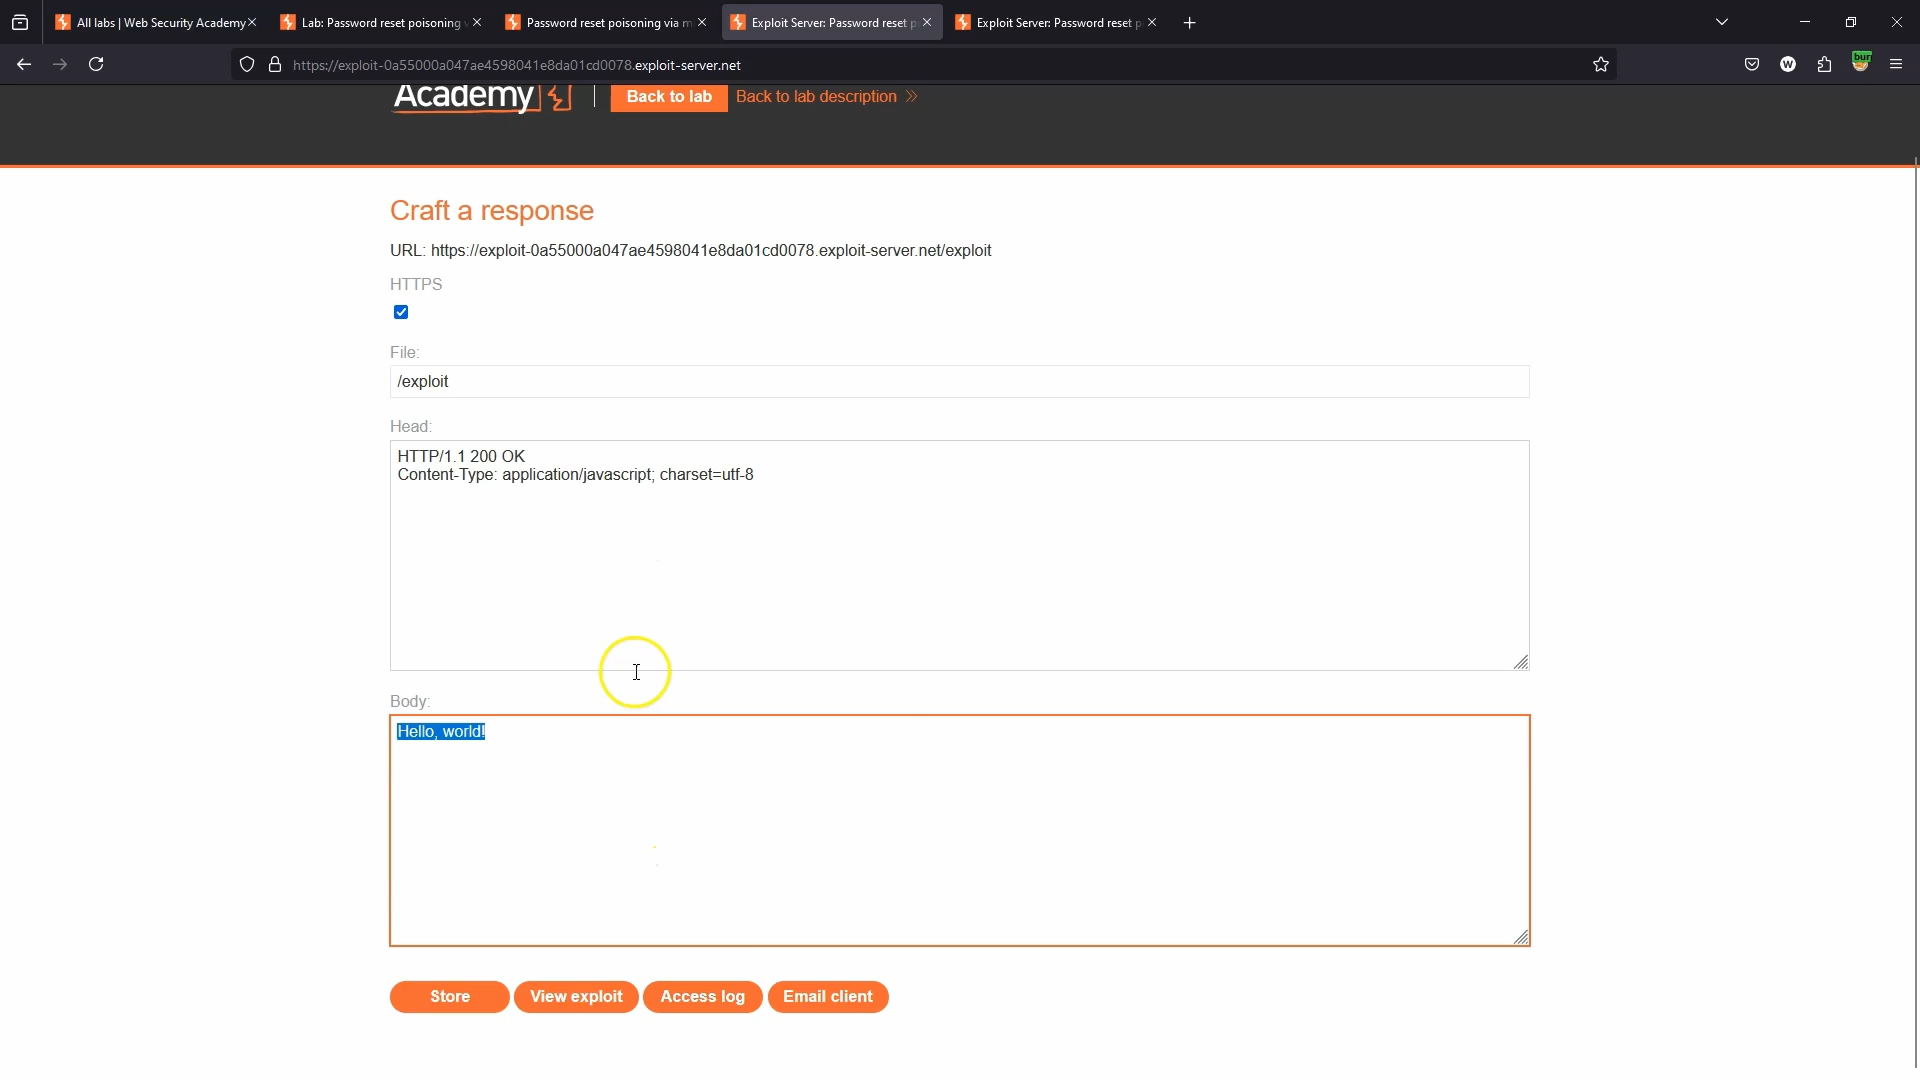 All labs | Web Security Academy
Lab: Password reset poisoning v
Password reset poisoning via m
Exploit Server: Password reset p
Exploit Server: Password reset p
https://exploit-0a55000a047ae4598041e8da01cd0078.exploit-server.net
W
bur
Academy
Back to lab
Back to lab description
Craft a response
URL: https://exploit-0a55000a047ae4598041e8da01cd0078.exploit-server.net/exploit
HTTPS
File:
/exploit
Head:
HTTP/1.1 200 OK
Content-Type: application/javascript; charset=utf-8
Body:
Hello, world!
Store
View exploit
Access log
Email client